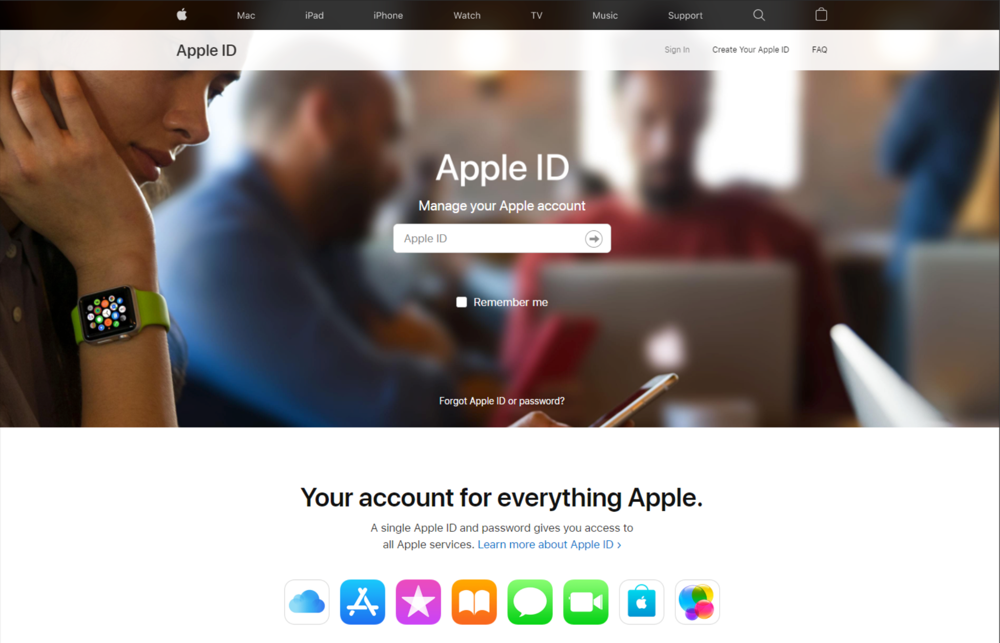 Mac iPad iPhone Watch TV Music Support
Apple ID
Sign In Create Your Apple ID FAQ
Apple ID
Manage your Apple account
Apple ID
Remember me
Forgot Apple ID or password?
Your account for everything Apple.
A single Apple ID and password gives you access to
all Apple services. Learn more about Apple ID ›